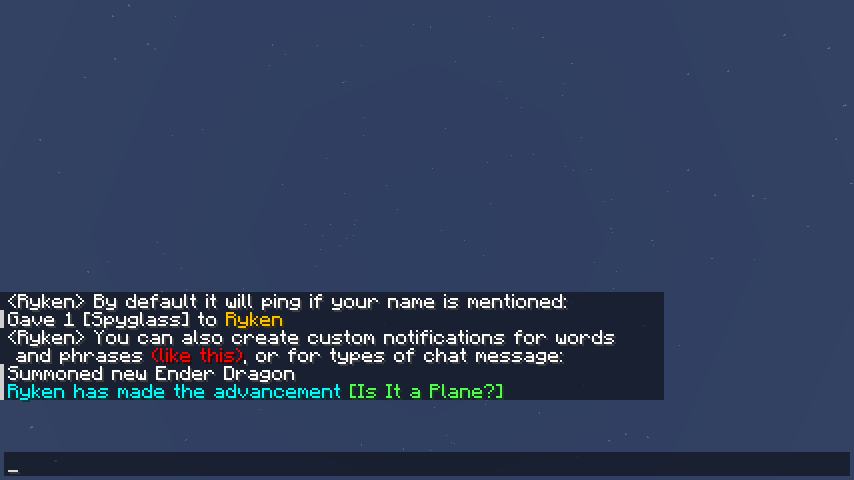 <Ryken> By default it will ping if your name is mentioned:
Gave 1 [Spyglass] to Ryken
<Ryken> You can also create custom notifications for words
and phrases (like this), or for types of chat message:
Summoned new Ender Dragon
Ryken has made the advancement [Is It a Plane?]
_